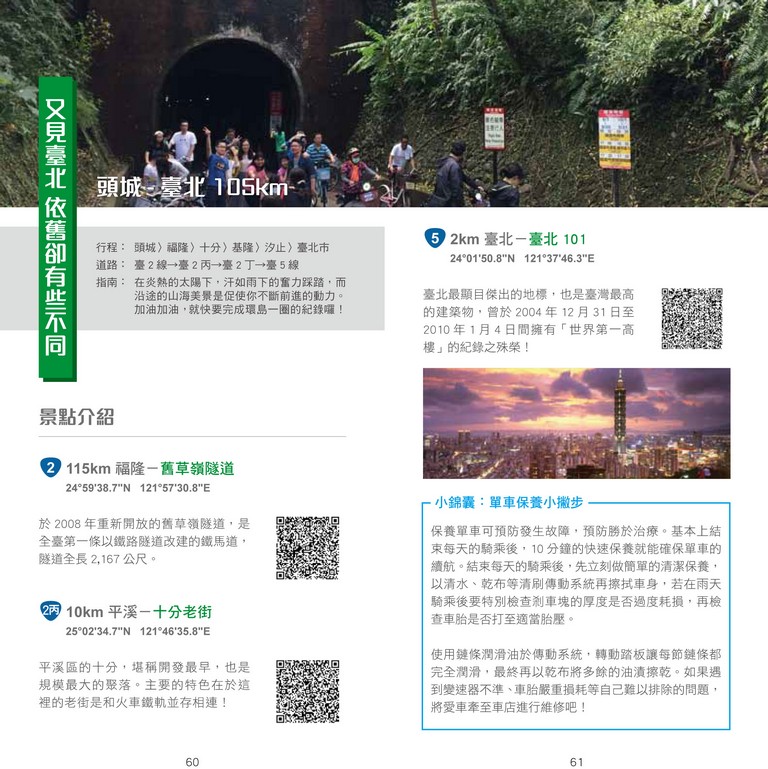 又見臺北 依舊卻有些不同
頭城 - 臺北 105km
行程： 頭城〉福隆〉十分〉基隆〉汐止〉臺北市
道路： 臺 2 線→臺 2 丙→臺 2 丁→臺 5 線
指南： 在炎熱的太陽下，汗如雨下的奮力踩踏，而
沿途的山海美景是促使你不斷前進的動力。
加油加油，就快要完成環島一圈的紀錄囉！
景點介紹
2 115km 福隆－舊草嶺隧道
24°59'38.7"N 121°57'30.8"E
於 2008 年重新開放的舊草嶺隧道，是
全臺第一條以鐵路隧道改建的鐵馬道，
隧道全長 2,167 公尺。
2丙 10km 平溪－十分老街
25°02'34.7"N 121°46'35.8"E
平溪區的十分，堪稱開發最早，也是
規模最大的聚落。主要的特色在於這
裡的老街是和火車鐵軌並存相連！
60
5 2km 臺北－臺北 101
24°01'50.8"N 121°37'46.3"E
臺北最顯目傑出的地標，也是臺灣最高
的建築物，曾於 2004 年 12 月 31 日至
2010 年 1 月 4 日間擁有「世界第一高
樓」的紀錄之殊榮！
小錦囊：單車保養小撇步
保養單車可預防發生故障，預防勝於治療。基本上結
束每天的騎乘後，10 分鐘的快速保養就能確保單車的
續航。結束每天的騎乘後，先立刻做簡單的清潔保養，
以清水、乾布等清刷傳動系統再擦拭車身，若在雨天
騎乘後要特別檢查剎車塊的厚度是否過度耗損，再檢
查車胎是否打至適當胎壓。
使用鏈條潤滑油於傳動系統，轉動踏板讓每節鏈條都
完全潤滑，最終再以乾布將多餘的油漬擦乾。如果遇
到變速器不準、車胎嚴重損耗等自己難以排除的問題，
將愛車牽至車店進行維修吧！
61